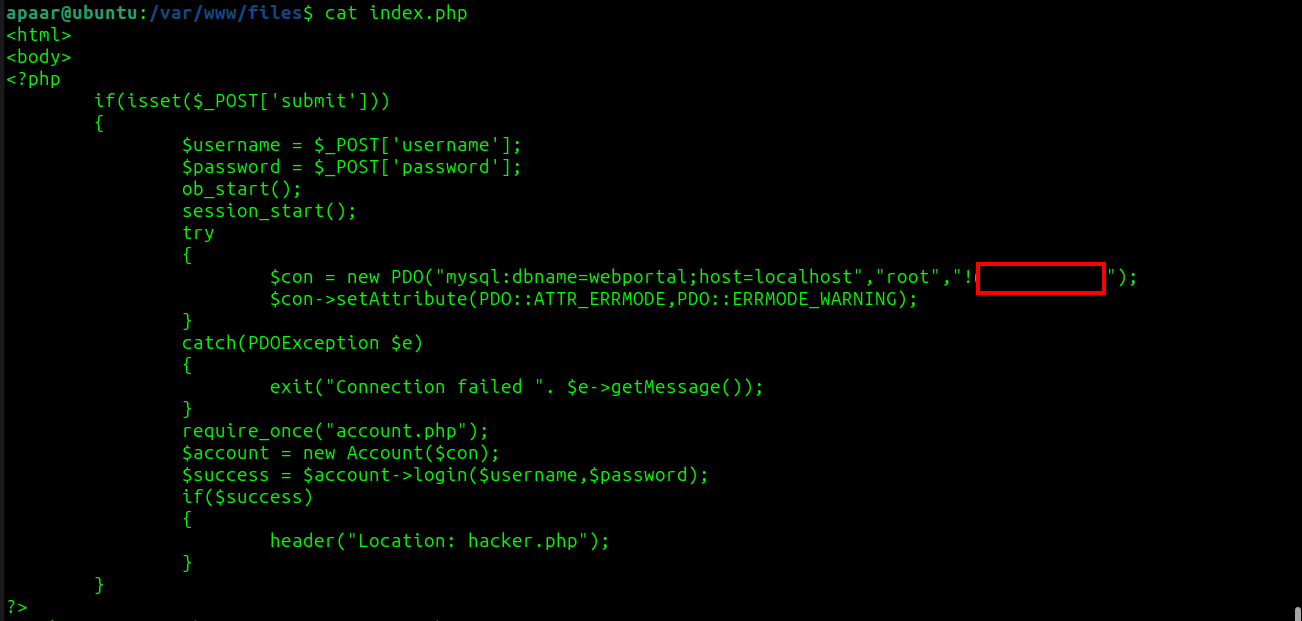 apaar@ubuntu:/var/www/files$ cat index.php
<html>
<body>
<?php
        if(isset($_POST['submit']))
        {
                $username = $_POST['username'];
                $password = $_POST['password'];
                ob_start();
                session_start();
                try
                {
                        $con = new PDO("mysql:dbname=webportal;host=localhost","root","!");
                        $con->setAttribute(PDO::ATTR_ERRMODE,PDO::ERRMODE_WARNING);
                }
                catch(PDOException $e)
                {
                        exit("Connection failed ". $e->getMessage());
                }
                require_once("account.php");
                $account = new Account($con);
                $success = $account->login($username,$password);
                if($success)
                {
                        header("Location: hacker.php");
                }
        }
?>